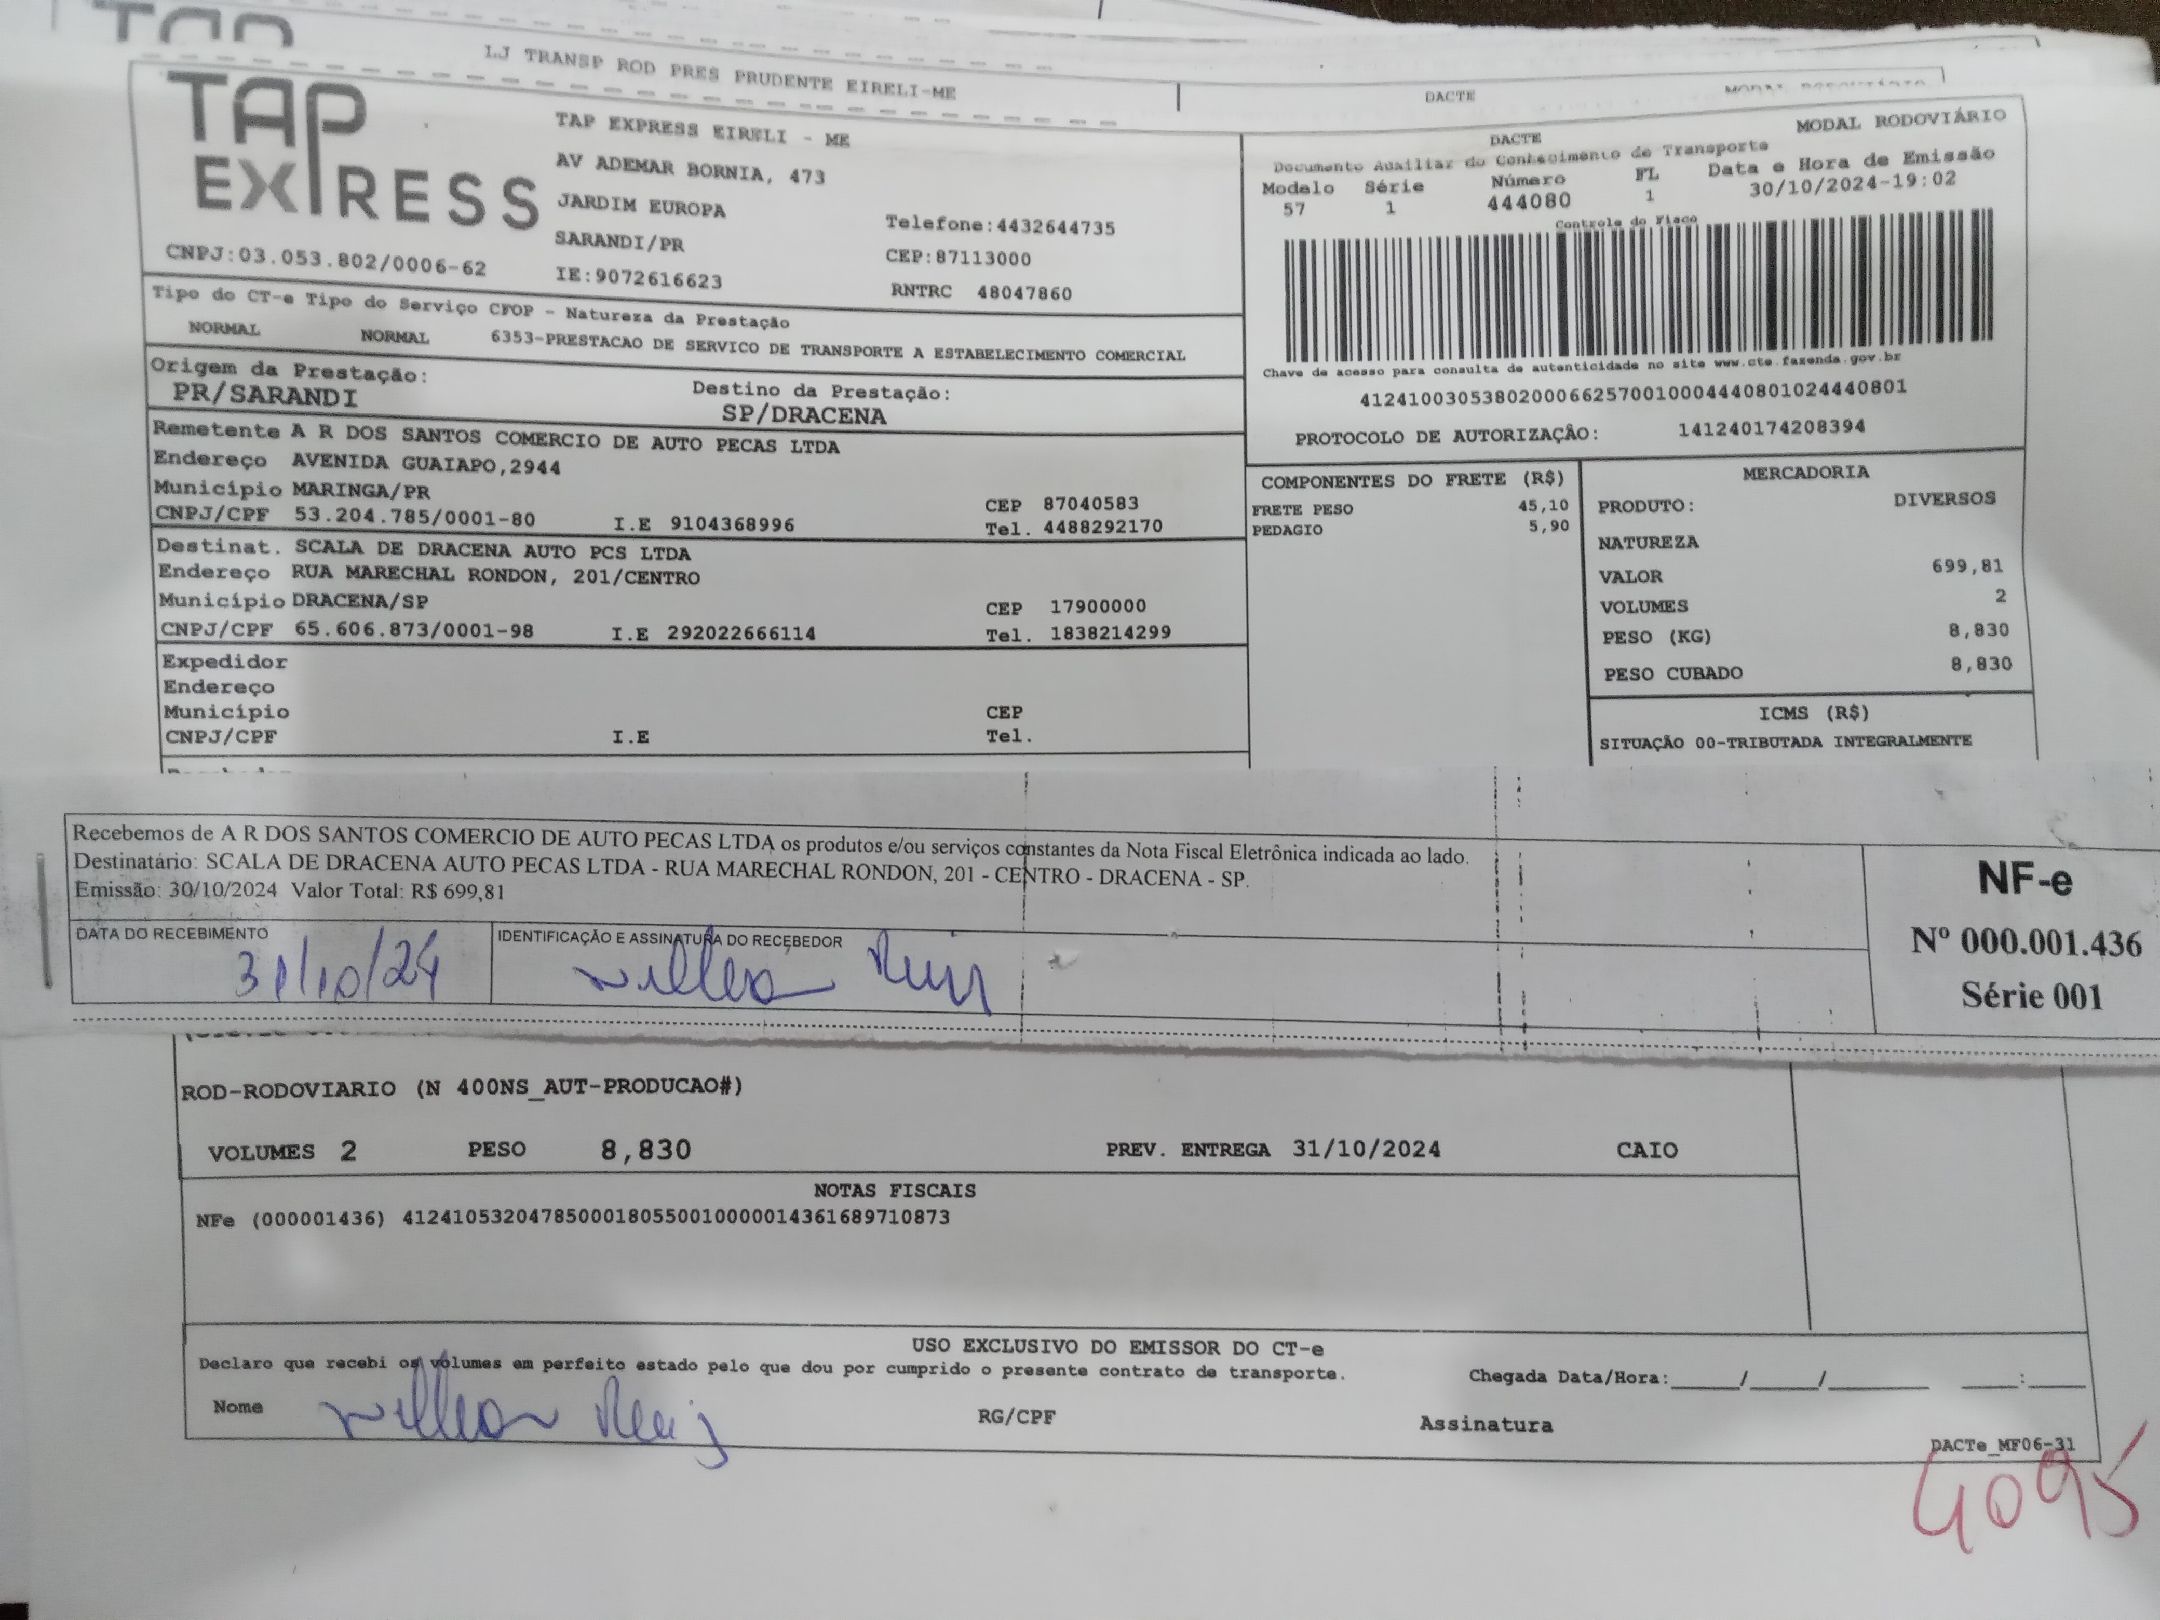 TAP
LJ TRANSP ROD PRES PRUDENTE EIRELI-ME
DACTE MODAL RODOVIÁRIO
TAP EXPRESS
TAP EXPRESS EIRELI - ME
AV ADEMAR BORNIA, 473
JARDIM EUROPA
SARANDI/PR
Telefone:4432644735
CEP:87113000
CNPJ:03.053.802/0006-62
IE:9072616623
RNTRC 48047860
DACTE MODAL RODOVIÁRIO
Documento Auxiliar do Conhecimento de Transporte
Modelo Série Número FL Data e Hora de Emissão
57 1 444080 1 30/10/2024-19:02
Controle do Fisco
Tipo do CT-e Tipo do Serviço CFOP - Natureza da Prestação
NORMAL NORMAL 6353-PRESTACAO DE SERVICO DE TRANSPORTE A ESTABELECIMENTO COMERCIAL
Chave de acesso para consulta de autenticidade no site www.cte.fazenda.gov.br
41241003053802000662570010004440801024440801
PROTOCOLO DE AUTORIZAÇÃO: 141240174208394
Origem da Prestação: Destino da Prestação:
PR/SARANDI SP/DRACENA
Remetente A R DOS SANTOS COMERCIO DE AUTO PECAS LTDA
Endereço AVENIDA GUAIAPO,2944
Município MARINGA/PR CEP 87040583
CNPJ/CPF 53.204.785/0001-80 I.E 9104368996 Tel. 4488292170
Destinat. SCALA DE DRACENA AUTO PCS LTDA
Endereço RUA MARECHAL RONDON, 201/CENTRO
Município DRACENA/SP CEP 17900000
CNPJ/CPF 65.606.873/0001-98 I.E 292022666114 Tel. 1838214299
Expedidor
Endereço
Município CEP
CNPJ/CPF I.E Tel.
COMPONENTES DO FRETE (R$)
FRETE PESO 45,10
PEDAGIO 5,90
MERCADORIA
PRODUTO: DIVERSOS
NATUREZA
VALOR 699,81
VOLUMES 2
PESO (KG) 8,830
PESO CUBADO 8,830
ICMS (R$)
SITUAÇÃO 00-TRIBUTADA INTEGRALMENTE
Recebemos de A R DOS SANTOS COMERCIO DE AUTO PECAS LTDA os produtos e/ou serviços constantes da Nota Fiscal Eletrônica indicada ao lado.
Destinatário: SCALA DE DRACENA AUTO PECAS LTDA - RUA MARECHAL RONDON, 201 - CENTRO - DRACENA - SP.
Emissão: 30/10/2024 Valor Total: R$ 699,81
DATA DO RECEBIMENTO IDENTIFICAÇÃO E ASSINATURA DO RECEBEDOR
31/10/24
NF-e
Nº 000.001.436
Série 001
ROD-RODOVIARIO (N 400NS_AUT-PRODUCAO#)
VOLUMES 2 PESO 8,830 PREV. ENTREGA 31/10/2024 CAIO
NOTAS FISCAIS
NFe (000001436) 41241053204785000180550010000014361689710873
USO EXCLUSIVO DO EMISSOR DO CT-e
Declaro que recebi os volumes em perfeito estado pelo que dou por cumprido o presente contrato de transporte.
Chegada Data/Hora:_____/_____/________ _____:_____
Nome RG/CPF Assinatura
DACTe_MF06-31
4095